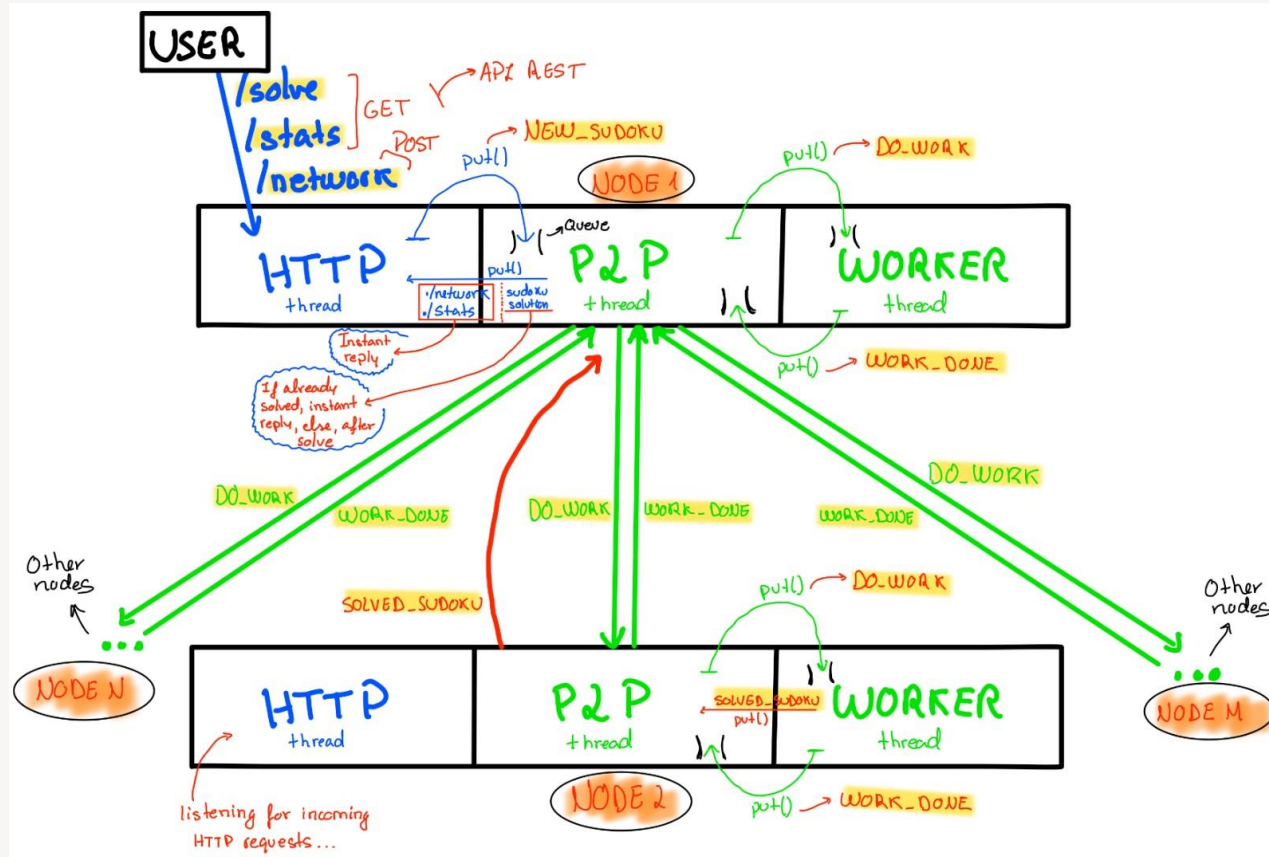 USER
/solve
/stats
/network
GET
API REST
POST
put()
NEW_SUDOKU
NODE 1
put()
DO_WORK
Queue
HTTP
thread
put()
./network
./stats
sudoku
solution
P2P
thread
WORKER
thread
Instant
reply
If already
solved, instant
reply, else, after
solve
put()
WORK_DONE
DO_WORK
WORK_DONE
DO_WORK
WORK_DONE
DO_WORK
WORK_DONE
Other
nodes
...
NODE N
SOLVED_SUDOKU
put()
DO_WORK
Other
nodes
...
NODE M
HTTP
thread
P2P
thread
SOLVED_SUDOKU
put()
WORKER
thread
listening for incoming
HTTP requests...
NODE 2
put()
WORK_DONE